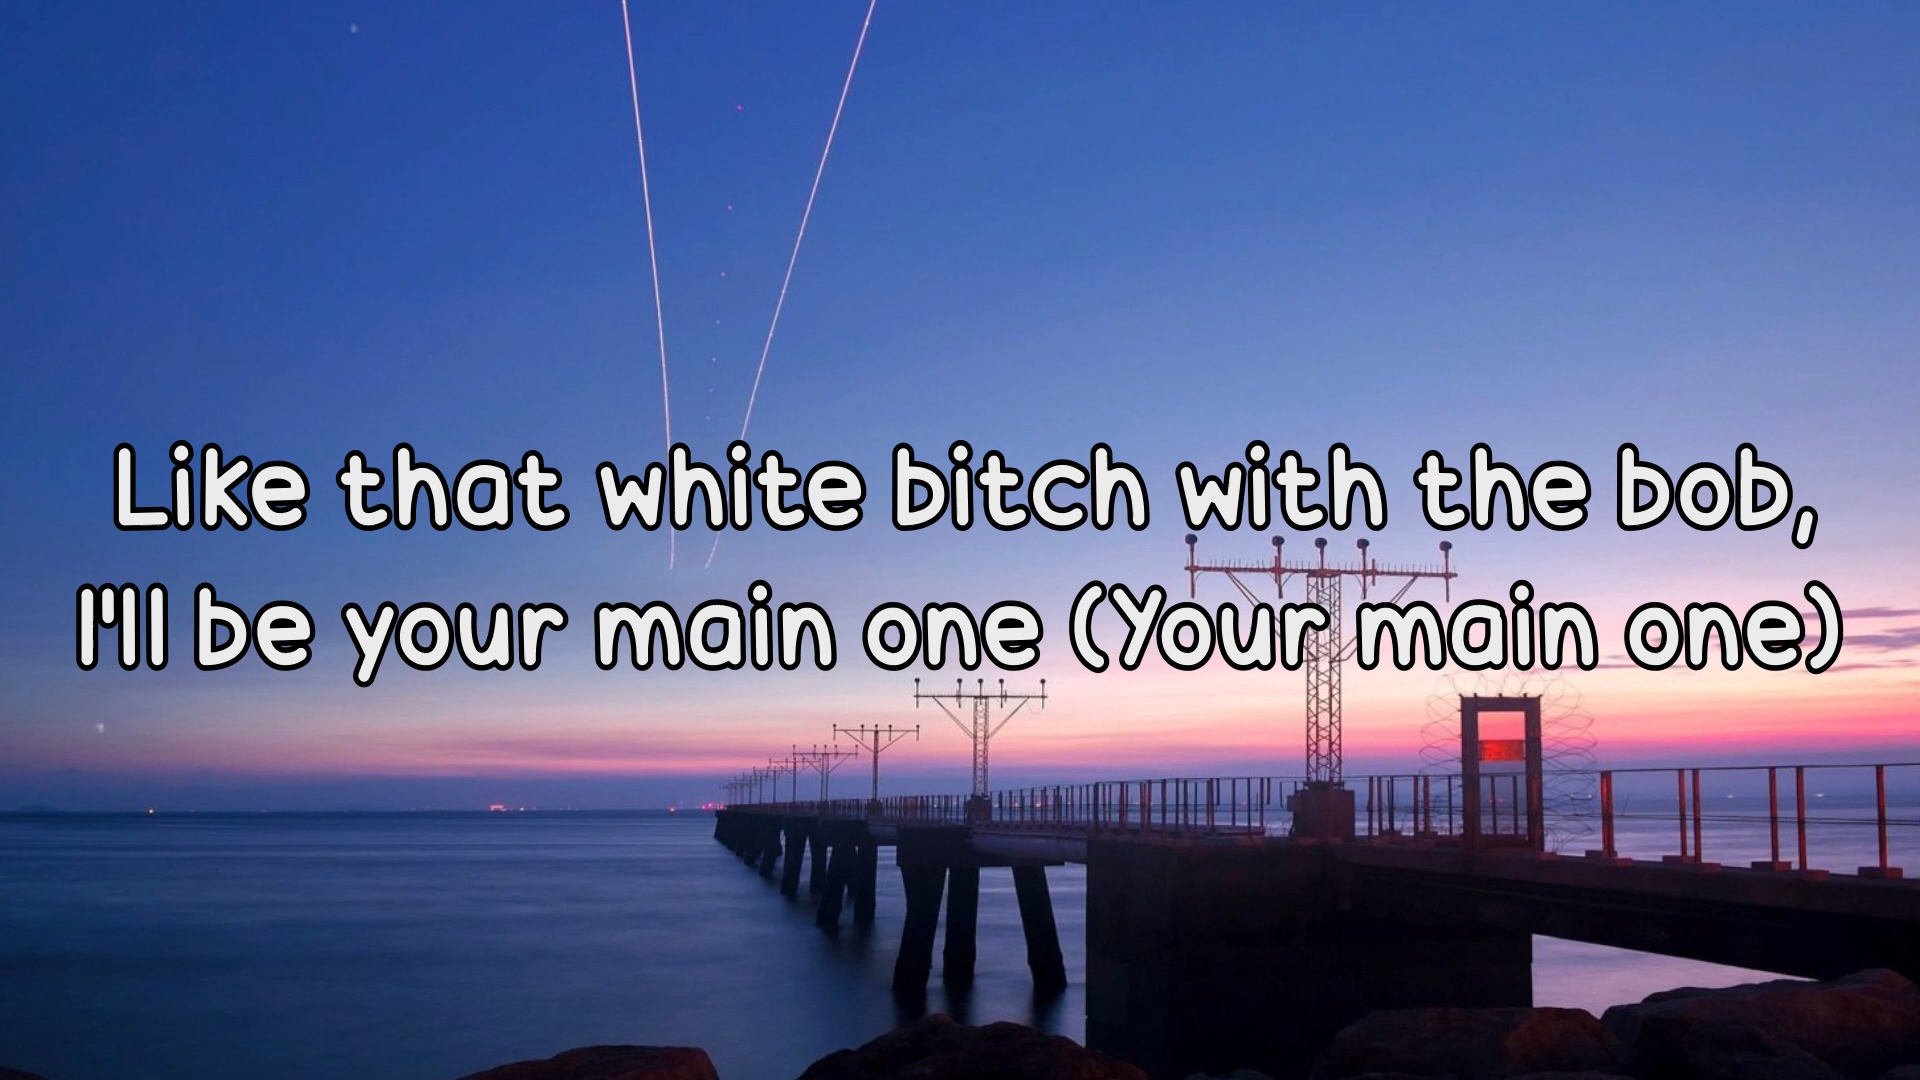 Like that white bitch with the bob,
I'll be your main one (Your main one)